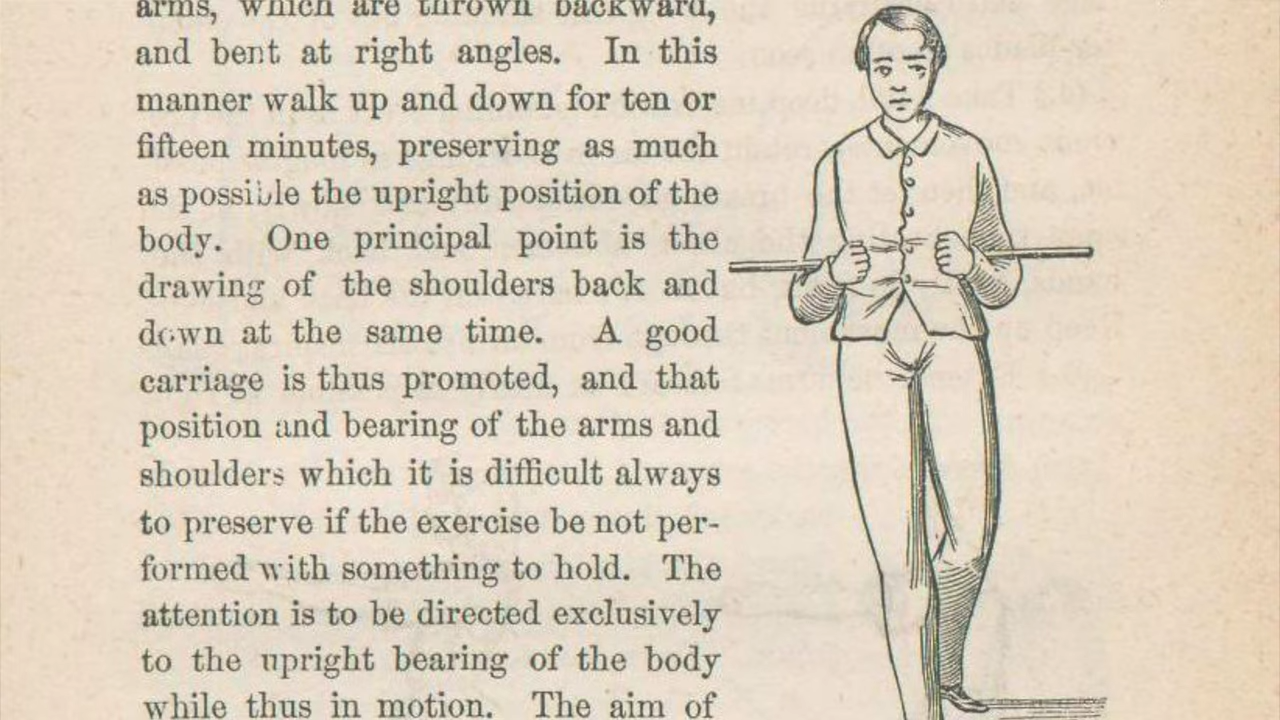 arms, which are thrown backward,
and bent at right angles. In this
manner walk up and down for ten or
fifteen minutes, preserving as much
as possible the upright position of the
body. One principal point is the
drawing of the shoulders back and
down at the same time. A good
carriage is thus promoted, and that
position and bearing of the arms and
shoulders which it is difficult always
to preserve if the exercise be not per-
formed with something to hold. The
attention is to be directed exclusively
to the upright bearing of the body
while thus in motion. The aim of